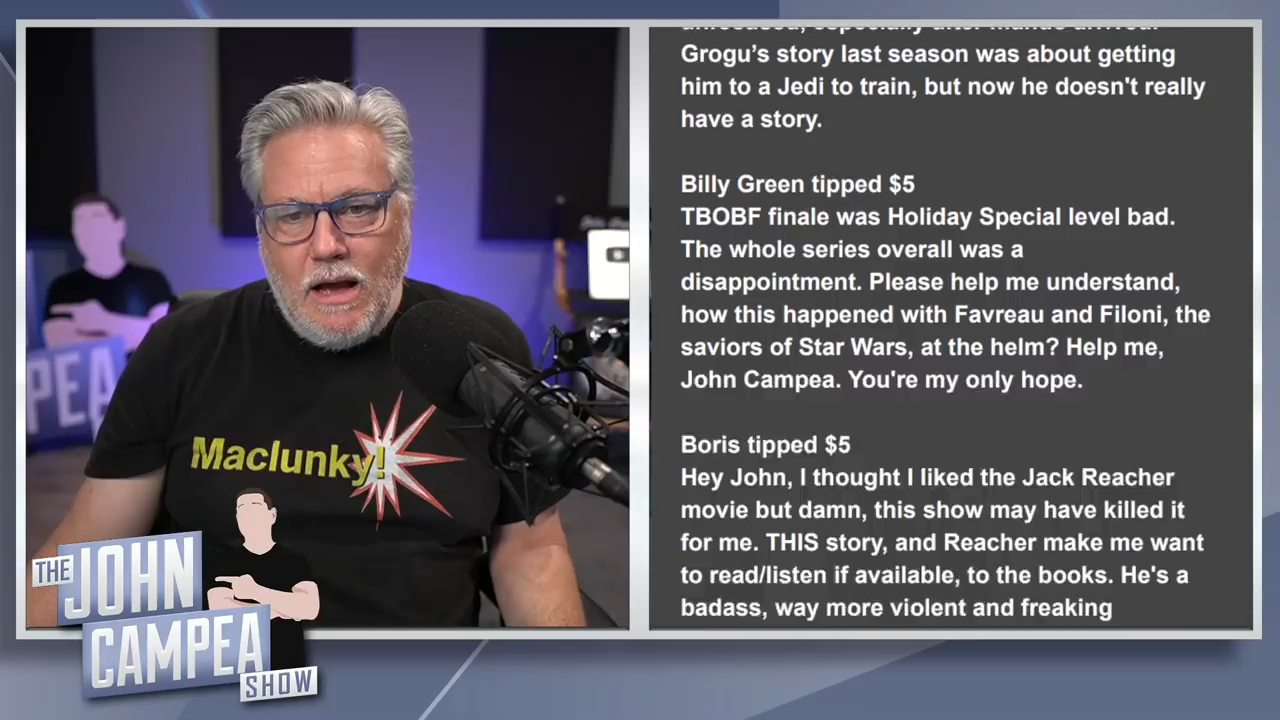 Grogu's story last season was about getting
him to a Jedi to train, but now he doesn't really
have a story.
Billy Green tipped $5
TBOBF finale was Holiday Special level bad.
The whole series overall was a
disappointment. Please help me understand,
how this happened with Favreau and Filoni, the
saviors of Star Wars, at the helm? Help me,
John Campea. You're my only hope.
Boris tipped $5
Hey John, I thought I liked the Jack Reacher
movie but damn, this show may have killed it
for me. THIS story, and Reacher make me want
to read/listen if available, to the books. He's a
badass, way more violent and freaking
Maclunky!
PEA
THE
JOHN
CAMPEA
SHOW